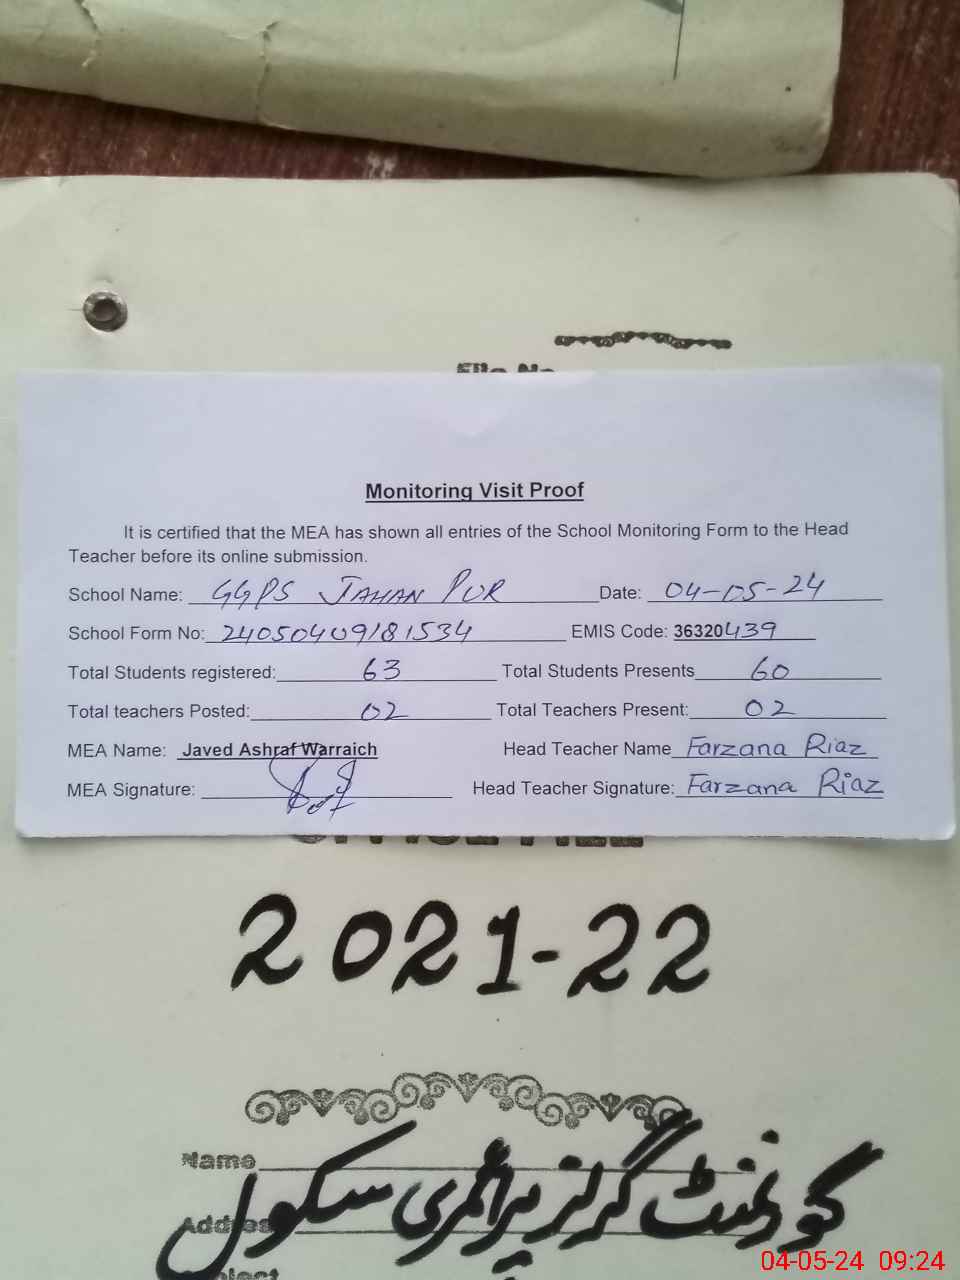 File No
Monitoring Visit Proof
It is certified that the MEA has shown all entries of the School Monitoring Form to the Head
Teacher before its online submission.
School Name: GGPS JAHAN PUR Date: 04-05-24
School Form No: 24050409181534 EMIS Code: 36320439
Total Students registered: 63 Total Students Presents 60
Total teachers Posted: 02 Total Teachers Present: 02
MEA Name: Javed Ashraf Warraich Head Teacher Name Farzana Riaz
MEA Signature: Head Teacher Signature: Farzana Riaz
OFFICE FILE
2021-22
Name
گورنمنٹ گرلز پرائمری سکول
Address
04-05-24 09:24